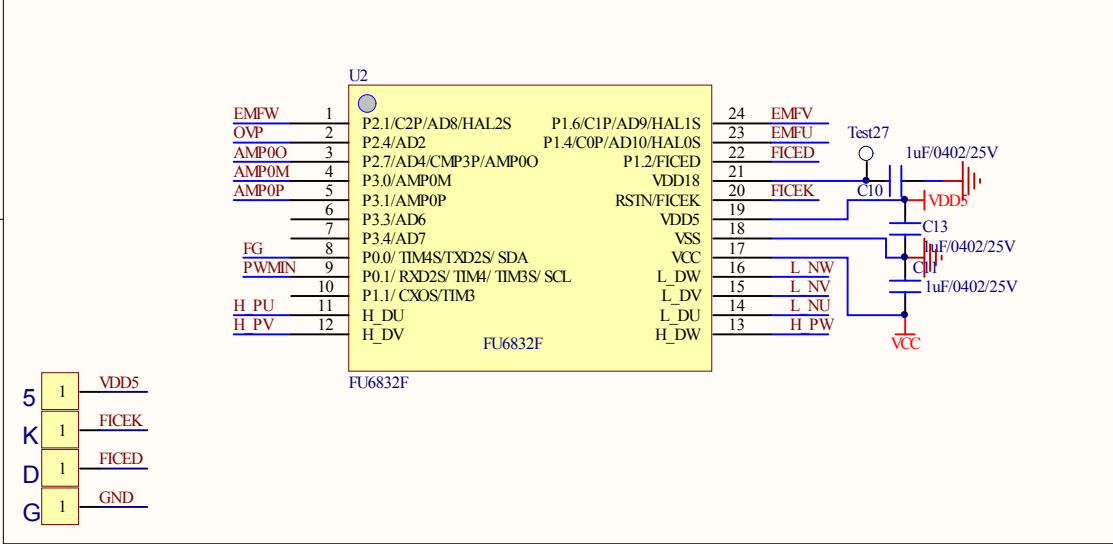 U2
EMFW 1 P2.1/C2P/AD8/HAL2S P1.6/C1P/AD9/HAL1S 24 EMFV
OVP 2 P2.4/AD2 P1.4/C0P/AD10/HAL0S 23 EMFU Test27
AMP0O 3 P2.7/AD4/CMP3P/AMP0O P1.2/FICED 22 FICED 1uF/0402/25V
AMP0M 4 P3.0/AMP0M VDD18 21
AMP0P 5 P3.1/AMP0P RSTN/FICEK 20 FICEK C10 VDD5
6 P3.3/AD6 VDD5 19
C13
7 P3.4/AD7 VSS 18
1uF/0402/25V
FG 8 P0.0/ TIM4S/TXD2S/ SDA VCC 17
PWMIN 9 P0.1/ RXD2S/ TIM4/ TIM3S/ SCL L_DW 16 L_NW C11
10 P1.1/ CXOS/TIM3 L_DV 15 L_NV 1uF/0402/25V
H_PU 11 H_DU L_DU 14 L_NU
H_PV 12 H_DV H_DW 13 H_PW
FU6832F VCC
FU6832F
5 1 VDD5
K 1 FICEK
D 1 FICED
G 1 GND